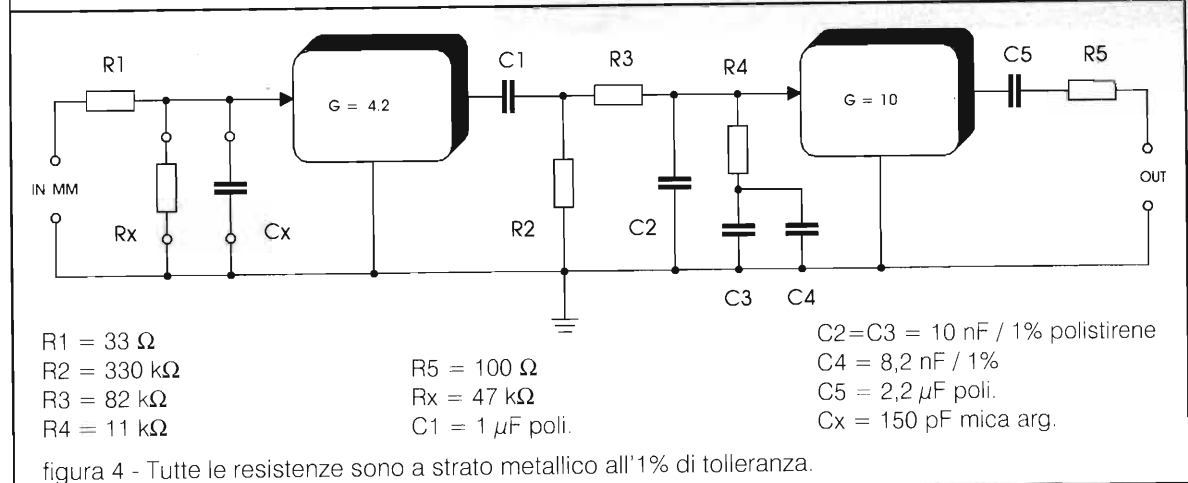 R1
G = 4.2
C1
R3
R4
G = 10
C5
R5
IN MM
Rx
Cx
R2
C2
C3
C4
OUT
R1 = 33 Ω
R2 = 330 kΩ
R3 = 82 kΩ
R4 = 11 kΩ
R5 = 100 Ω
Rx = 47 kΩ
C1 = 1 μF poli.
C2=C3 = 10 nF / 1% polistirene
C4 = 8,2 nF / 1%
C5 = 2,2 μF poli.
Cx = 150 pF mica arg.
figura 4 - Tutte le resistenze sono a strato metallico all'1% di tolleranza.